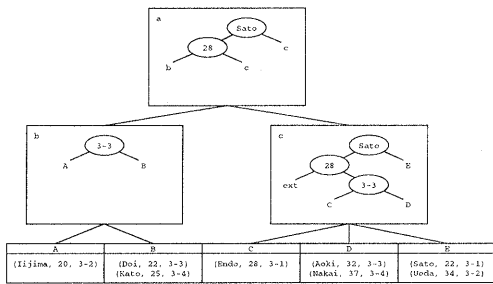 a
Sato
28
c
b
c
b
3-3
A
B
c
Sato
28
E
ext
3-3
C
D
A
B
C
D
E
(Iijima, 20, 3-2)
(Doi, 22, 3-3)
(Endo, 28, 3-1)
(Aoki, 32, 3-3)
(Sato, 22, 3-1)
(Kato, 25, 3-4)
(Nakai, 37, 3-4)
(Ueda, 34, 3-2)